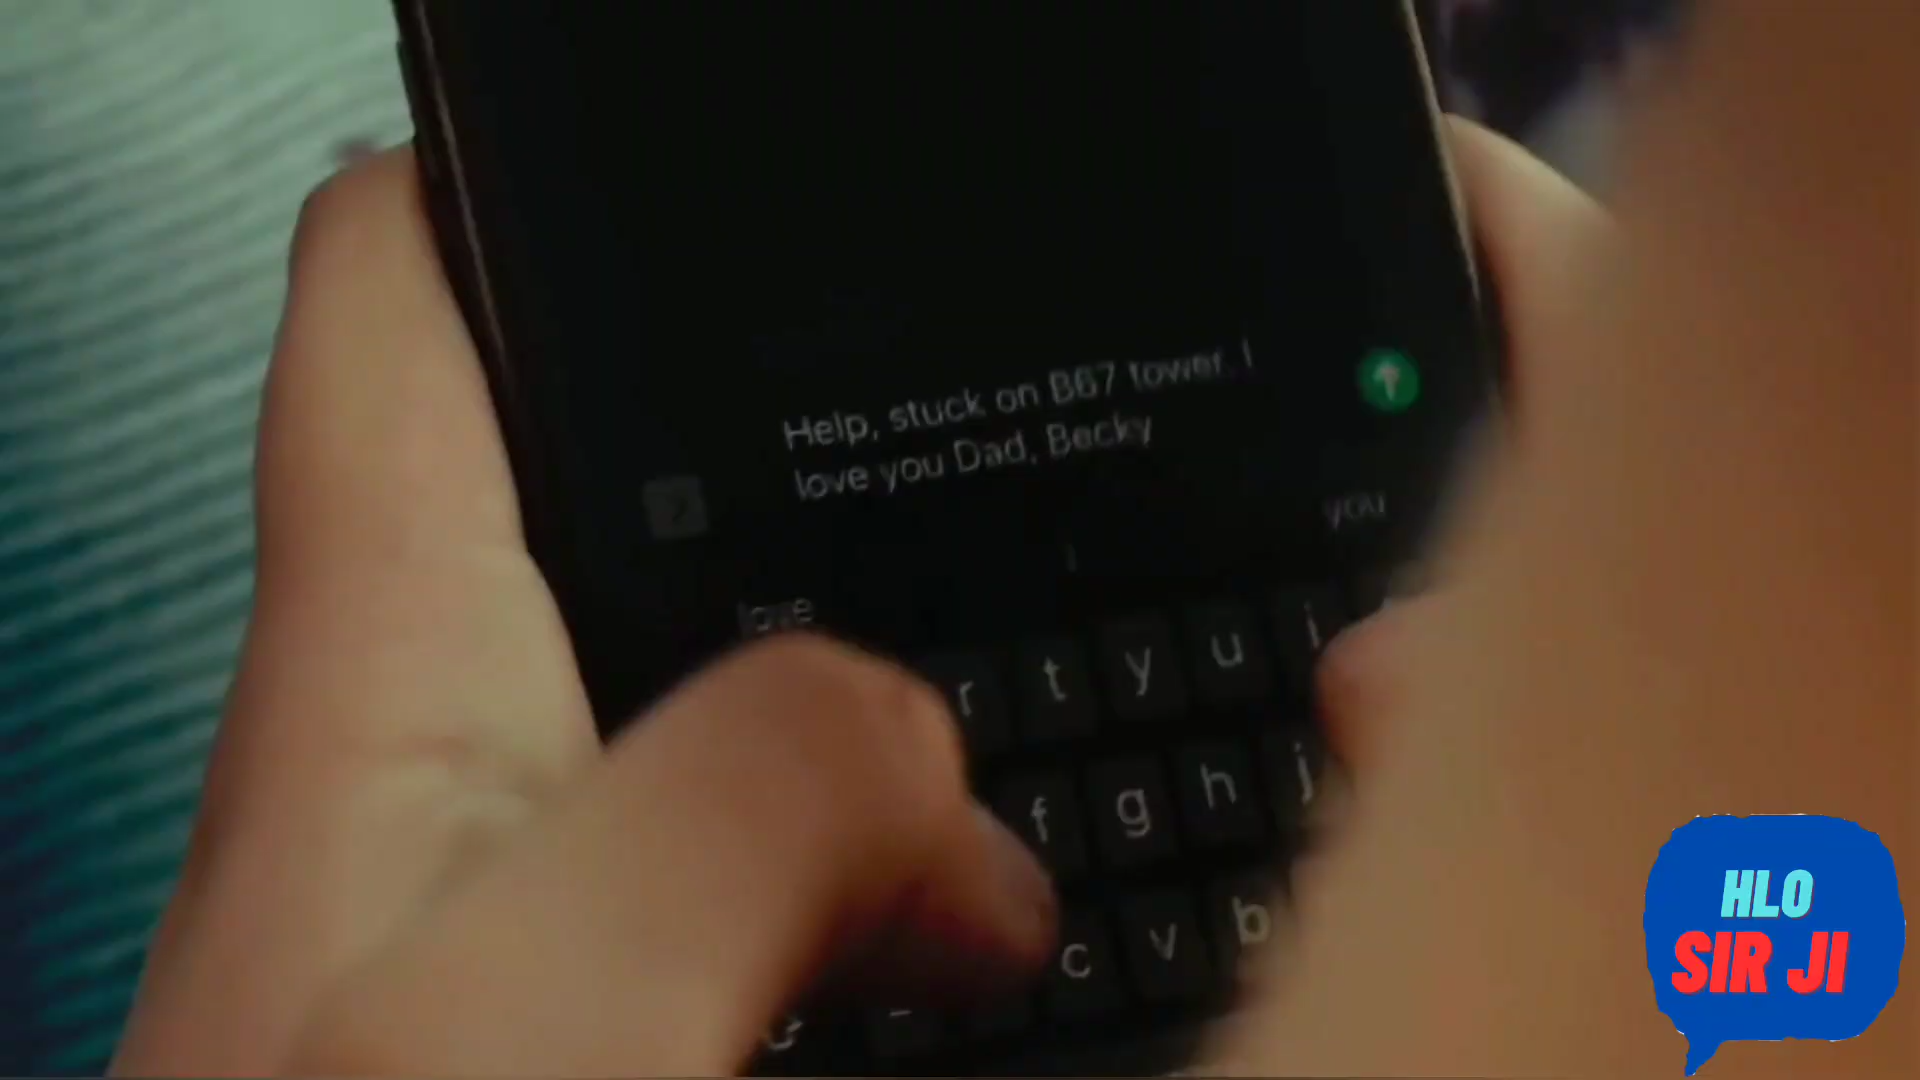 Help, stuck on B67 tower. I
love you Dad, Becky
you
love
r t y u i
f g h j
c v b
HLO
SIR JI